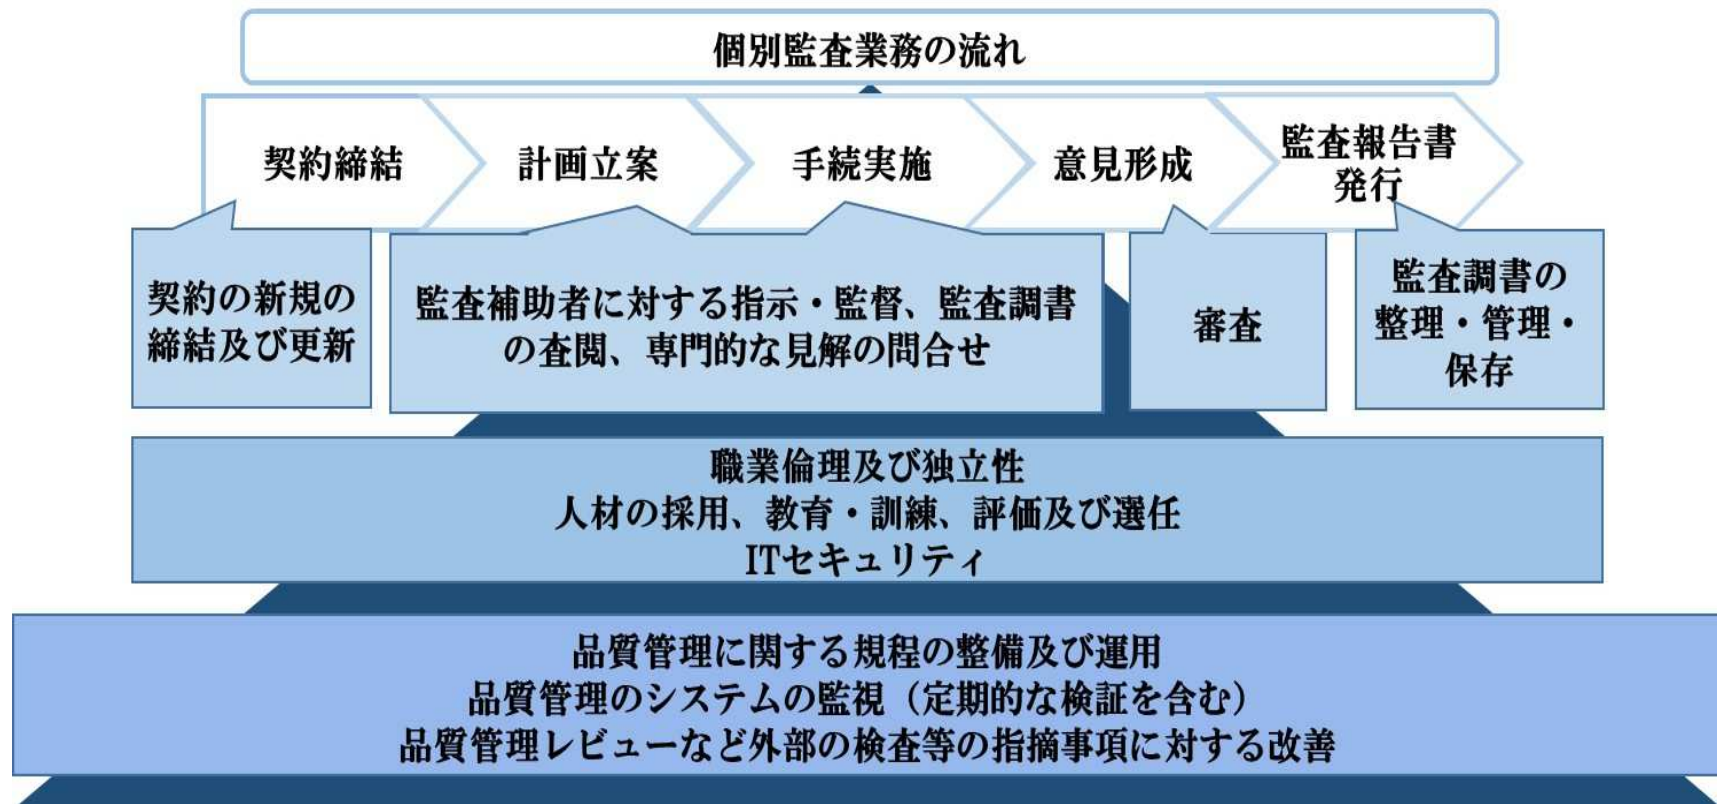 個別監査業務の流れ
契約締結
計画立案
手続実施
意見形成
監査報告書
発行
契約の新規の
締結及び更新
監査補助者に対する指示・監督、監査調書
の査閲、専門的な見解の問合せ
審査
監査調書の
整理・管理・
保存
職業倫理及び独立性
人材の採用、教育・訓練、評価及び選任
ITセキュリティ
品質管理に関する規程の整備及び運用
品質管理のシステムの監視（定期的な検証を含む）
品質管理レビューなど外部の検査等の指摘事項に対する改善